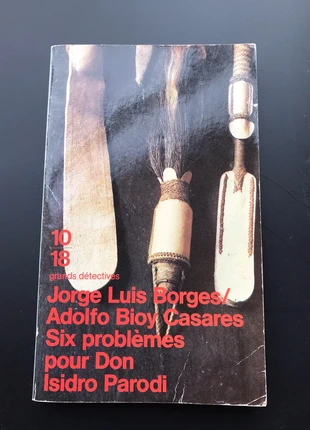 10
18
grands détectives
Jorge Luis Borges/
Adolfo Bioy Casares
Six problèmes
pour Don
Isidro Parodi